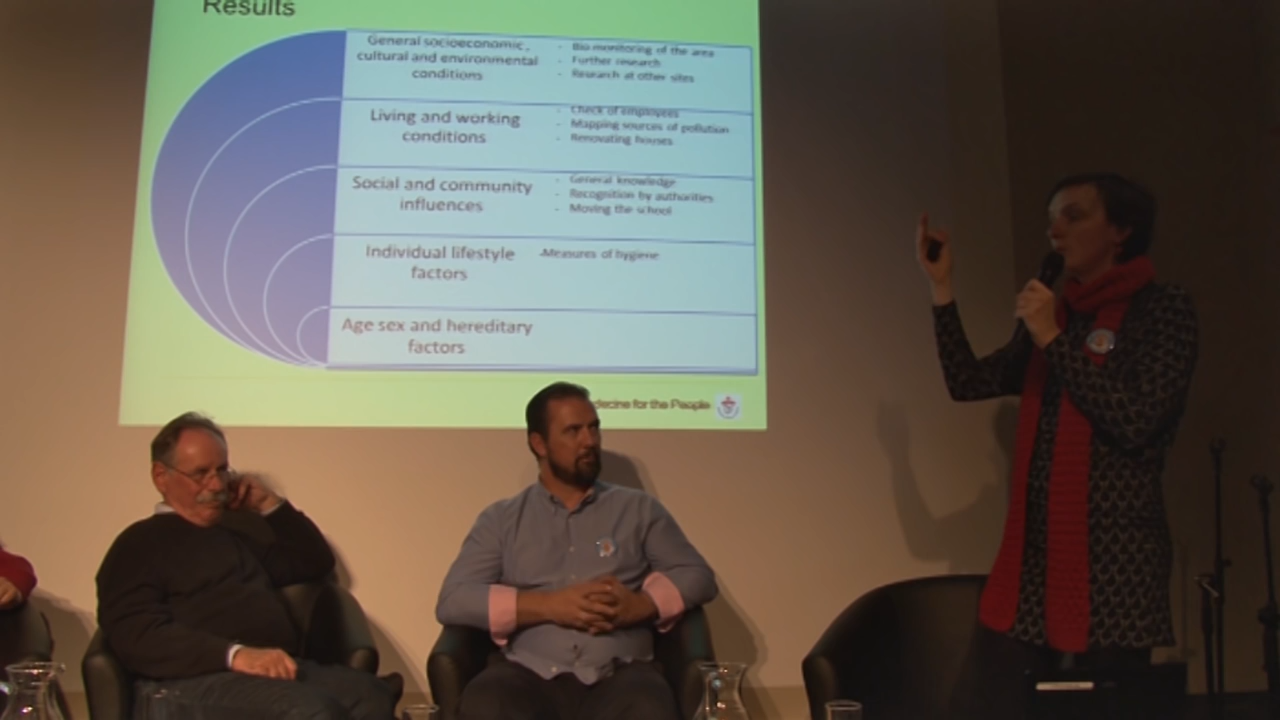 Results
General socioeconomic,
cultural and environmental
conditions
- Bio monitoring of the area
- Further research
- Research at other sites
Living and working
conditions
- Check of employees
- Mapping sources of pollution
- Renovating houses
Social and community
influences
- General knowledge
- Recognition by authorities
- Moving the school
Individual lifestyle
factors
-Measures of hygiene
Age sex and hereditary
factors
decine for the People